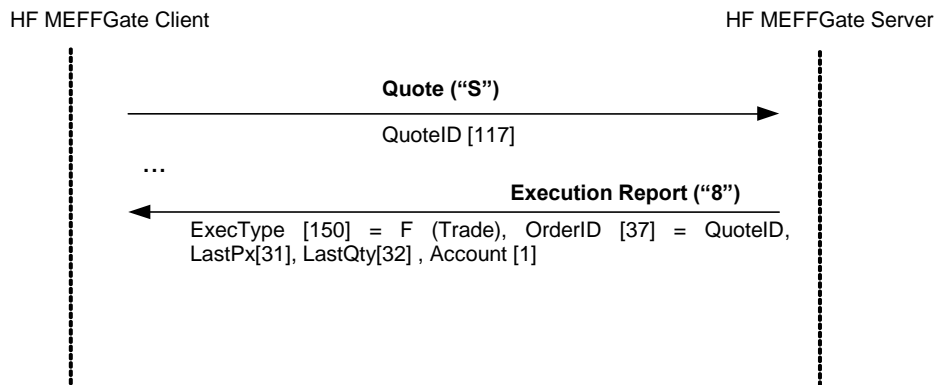 HF MEFFGate Client
HF MEFFGate Server
Quote (“S”)
QuoteID [117]
...
Execution Report (“8”)
ExecType [150] = F (Trade), OrderID [37] = QuoteID,
LastPx[31], LastQty[32] , Account [1]